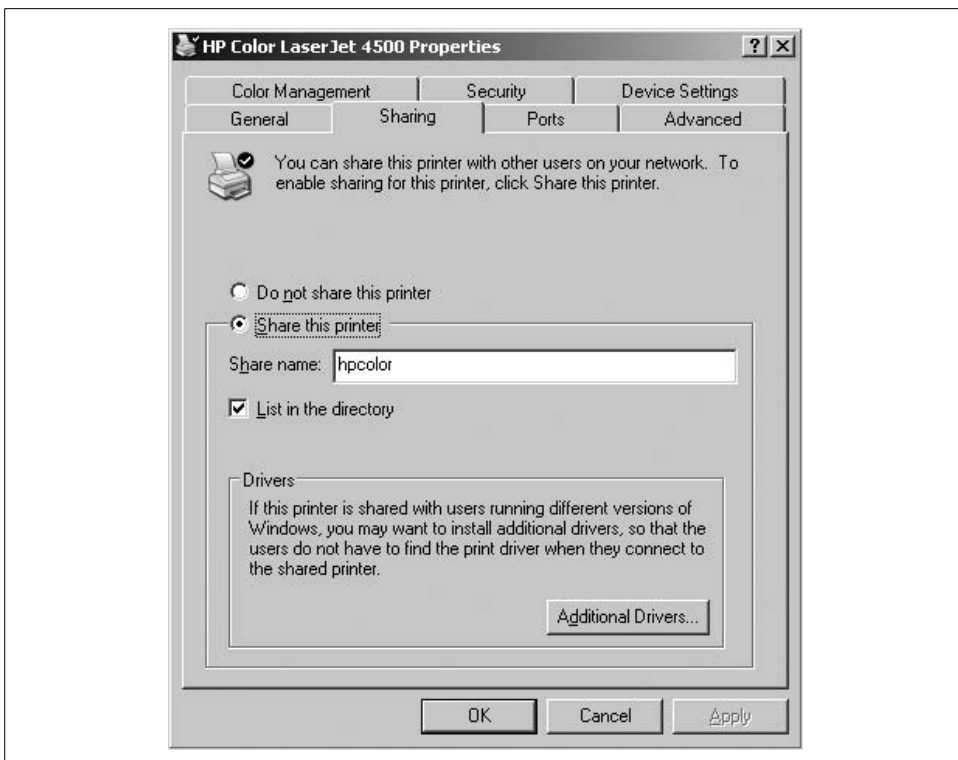 HP Color LaserJet 4500 Properties
Color Management Security Device Settings
General Sharing Ports Advanced
You can share this printer with other users on your network. To
enable sharing for this printer, click Share this printer.
Do not share this printer
Share this printer
Share name: hpcolor
List in the directory
Drivers
If this printer is shared with users running different versions of
Windows, you may want to install additional drivers, so that the
users do not have to find the print driver when they connect to
the shared printer.
Additional Drivers...
OK Cancel Apply